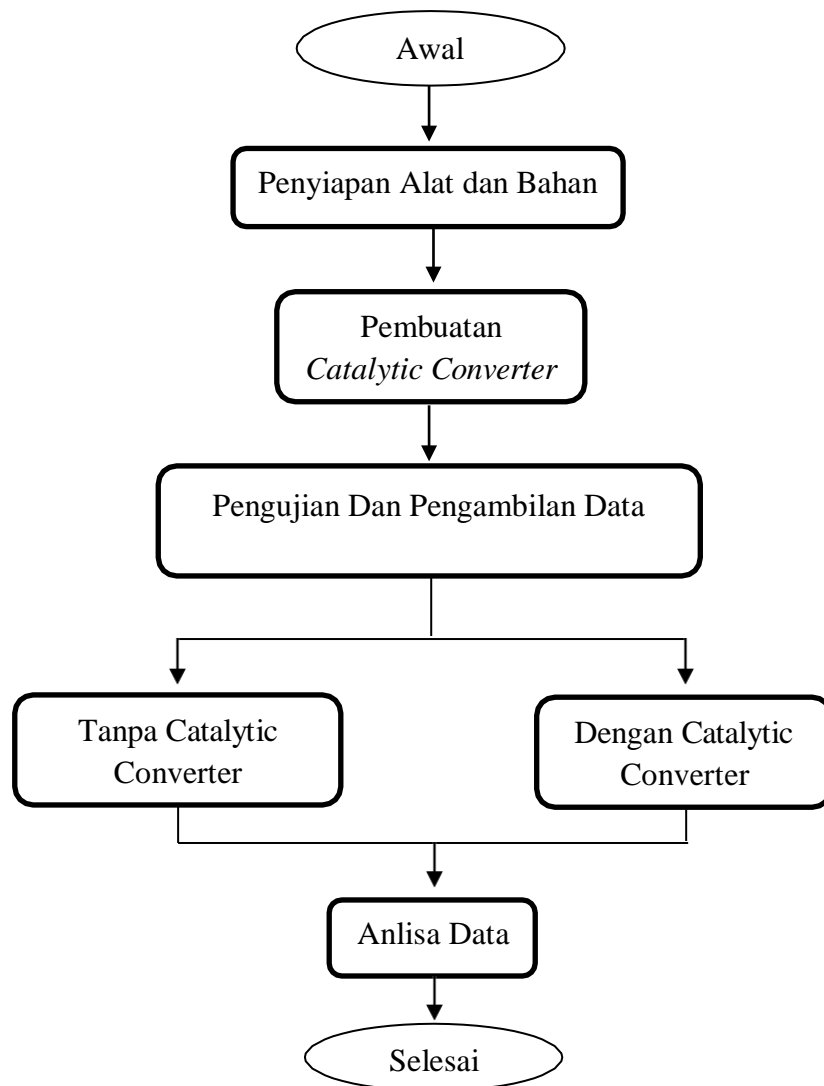 Awal
Penyiapan Alat dan Bahan
Pembuatan
Catalytic Converter
Pengujian Dan Pengambilan Data
Tanpa Catalytic
Converter
Dengan Catalytic
Converter
Anlisa Data
Selesai